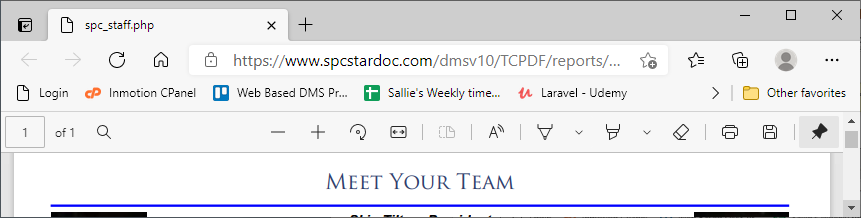 spc_staff.php
https://www.spcstardoc.com/dmsv10/TCPDF/reports/...
Login
cP Inmotion CPanel
Web Based DMS Pr...
Sallie's Weekly time...
Laravel - Udemy
Other favorites
1 of 1
MEET YOUR TEAM